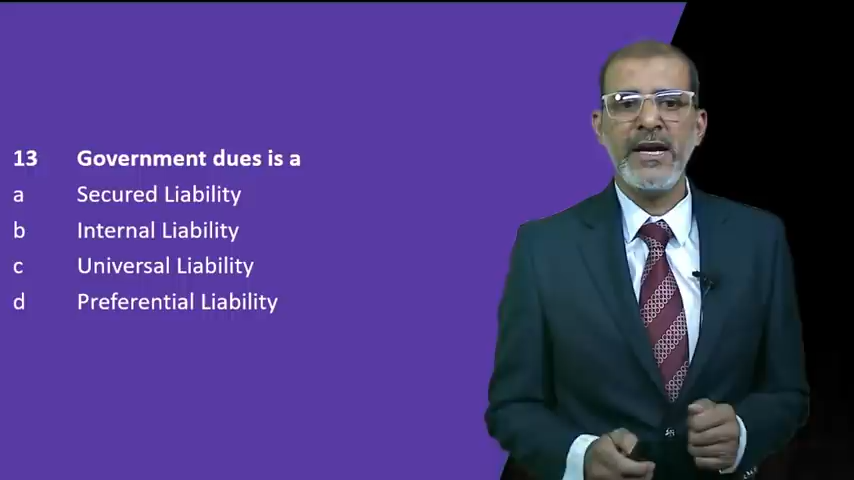 13 Government dues is a
a Secured Liability
b Internal Liability
c Universal Liability
d Preferential Liability